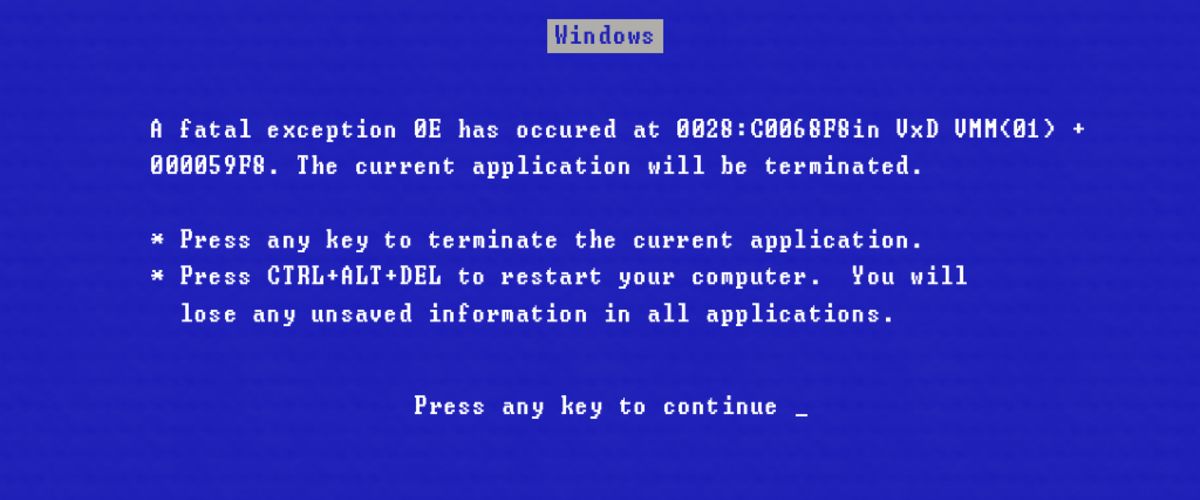 Windows
A fatal exception 0E has occured at 0028:C0068F8in VxD VMM(01) +
000059F8. The current application will be terminated.
* Press any key to terminate the current application.
* Press CTRL+ALT+DEL to restart your computer.  You will
lose any unsaved information in all applications.
Press any key to continue _